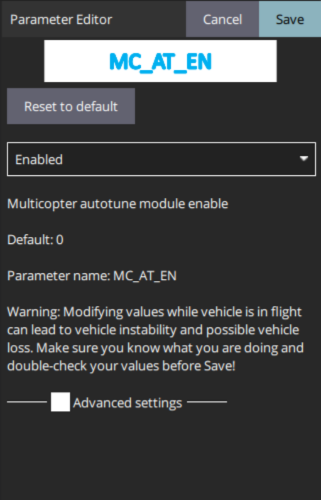 Parameter Editor
Cancel
Save
MC_AT_EN
Reset to default
Enabled
Multicopter autotune module enable
Default: 0
Parameter name: MC_AT_EN
Warning: Modifying values while vehicle is in flight
can lead to vehicle instability and possible vehicle
loss. Make sure you know what you are doing and
double-check your values before Save!
Advanced settings